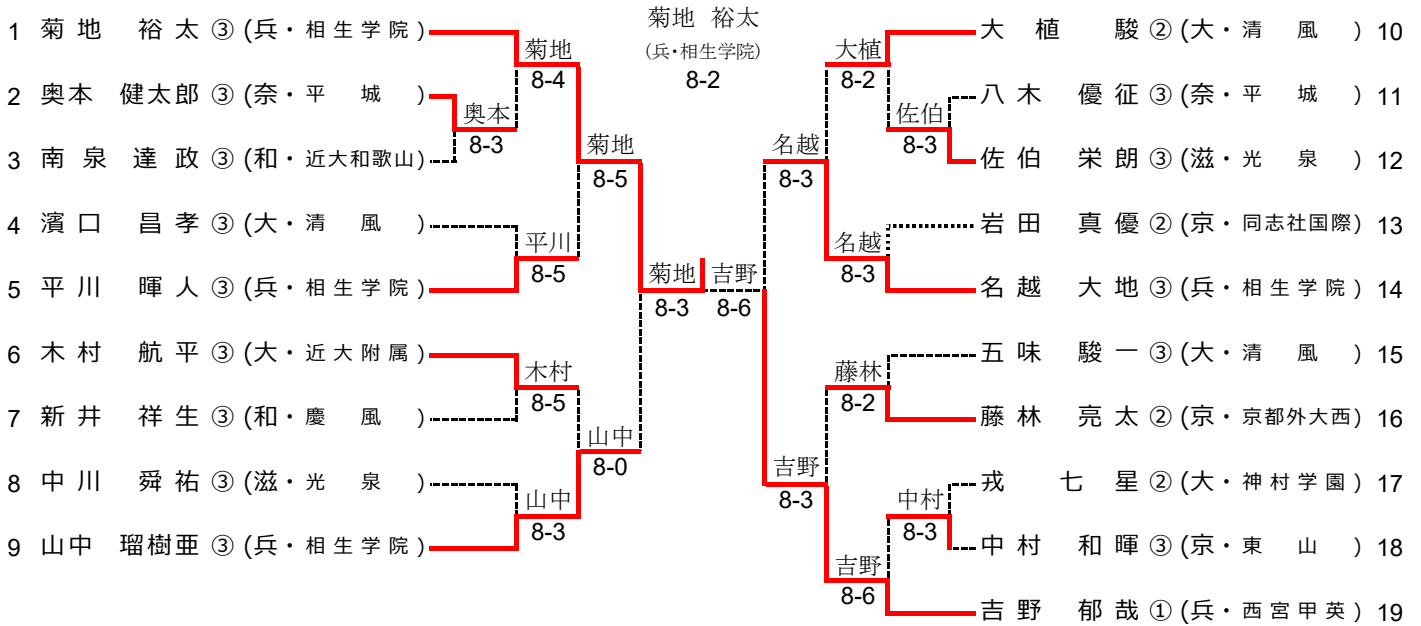 菊地 裕太
(兵・相生学院)
8-2
1 菊地 裕太 ③ (兵・相生学院)
2 奥本 健太郎 ③ (奈・平城)
3 南泉 達政 ③ (和・近大和歌山)
4 濱口 昌孝 ③ (大・清風)
5 平川 暉人 ③ (兵・相生学院)
6 木村 航平 ③ (大・近大附属)
7 新井 祥生 ③ (和・慶風)
8 中川 舜祐 ③ (滋・光泉)
9 山中 瑠樹亜 ③ (兵・相生学院)
奥本
8-3
菊地
8-4
平川
8-5
木村
8-5
山中
8-3
菊地
8-5
山中
8-0
菊地
8-3
吉野
8-6
名越
8-3
吉野
8-3
大植
8-2
名越
8-3
藤林
8-2
吉野
8-6
佐伯
8-3
中村
8-3
大植 駿 ② (大・清風) 10
八木 優征 ③ (奈・平城) 11
佐伯 栄朗 ③ (滋・光泉) 12
岩田 真優 ② (京・同志社国際) 13
名越 大地 ③ (兵・相生学院) 14
五味 駿一 ③ (大・清風) 15
藤林 亮太 ② (京・京都外大西) 16
戎 七星 ② (大・神村学園) 17
中村 和暉 ③ (京・東山) 18
吉野 郁哉 ① (兵・西宮甲英) 19